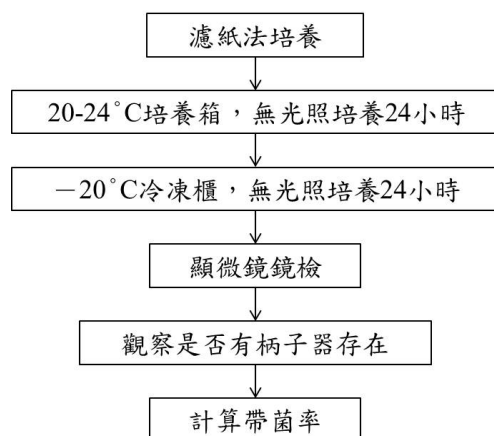 濾紙法培養
20-24°C培養箱，無光照培養24小時
－20°C冷凍櫃，無光照培養24小時
顯微鏡鏡檢
觀察是否有柄子器存在
計算帶菌率